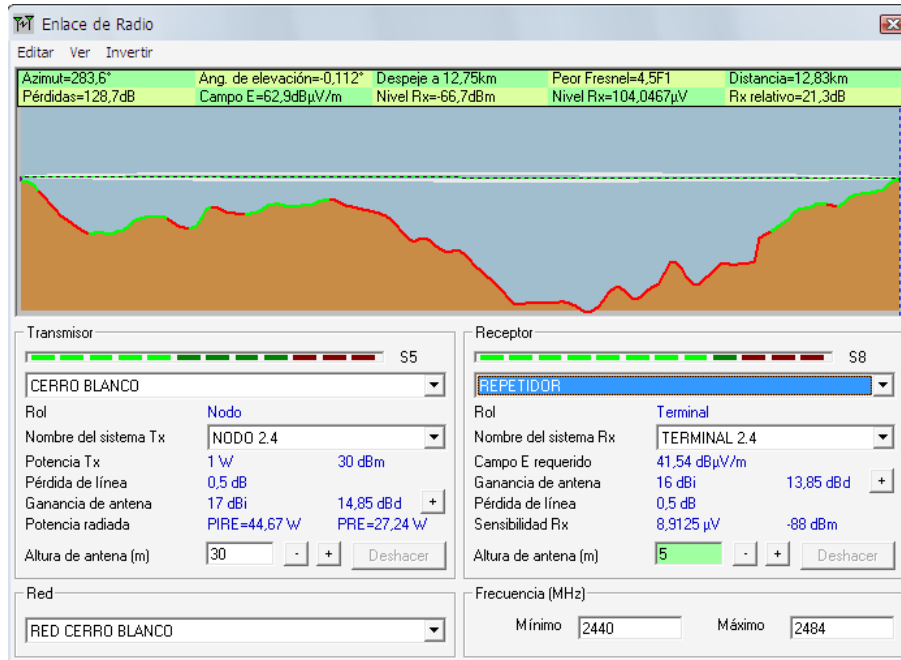 Enlace de Radio
Editar Ver Invertir
Azimut=283,6° Ang. de elevación=-0,112° Despeje a 12,75km Peor Fresnel=4,5F1 Distancia=12,83km
Pérdidas=128,7dB Campo E=62,9dBµV/m Nivel Rx=-66,7dBm Nivel Rx=104,0467µV Rx relativo=21,3dB
Transmisor
S5
CERRO BLANCO
Rol Nodo
Nombre del sistema Tx NODO 2.4
Potencia Tx 1 W 30 dBm
Pérdida de línea 0,5 dB
Ganancia de antena 17 dBi 14,85 dBd +
Potencia radiada PIRE=44,67 W PRE=27,24 W
Altura de antena (m) 30 - + Deshacer
Receptor
S8
REPETIDOR
Rol Terminal
Nombre del sistema Rx TERMINAL 2.4
Campo E requerido 41,54 dBµV/m
Ganancia de antena 16 dBi 13,85 dBd +
Pérdida de línea 0,5 dB
Sensibilidad Rx 8,9125 µV -88 dBm
Altura de antena (m) 5 - + Deshacer
Red
RED CERRO BLANCO
Frecuencia (MHz)
Mínimo 2440 Máximo 2484